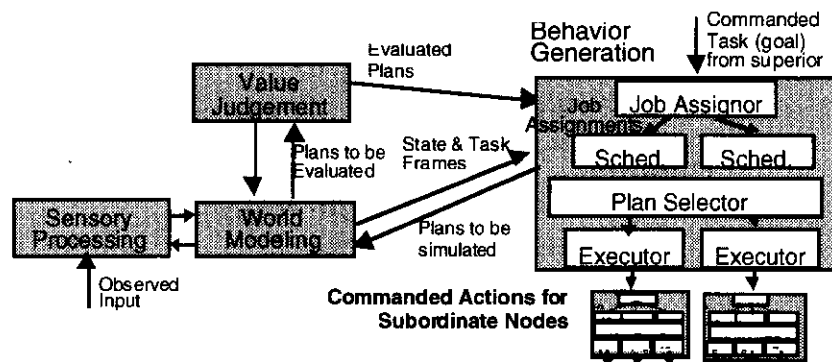 Evaluated
Plans
Behavior
Generation
Commanded
Task (goal)
from superior
Value
Judgement
Job
Assignments
Job Assignor
Plans to be
Evaluated
State & Task
Frames
Sched.
Sched.
Sensory
Processing
World
Modeling
Plans to be
simulated
Plan Selector
Executor
Executor
Observed
Input
Commanded Actions for
Subordinate Nodes